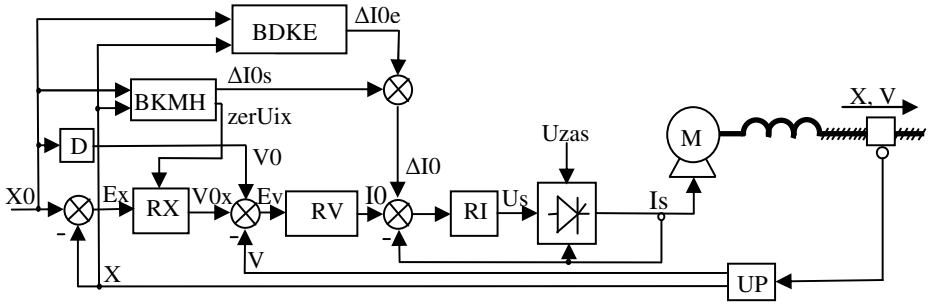 BDKE
ΔI0e
ΔI0s
BKMH
zerUix
X, V
M
Uzas
D
V0
ΔI0
X0
Ex
RX
V0x
Ev
RV
I0
RI
Us
Is
-
-
-
V
X
UP